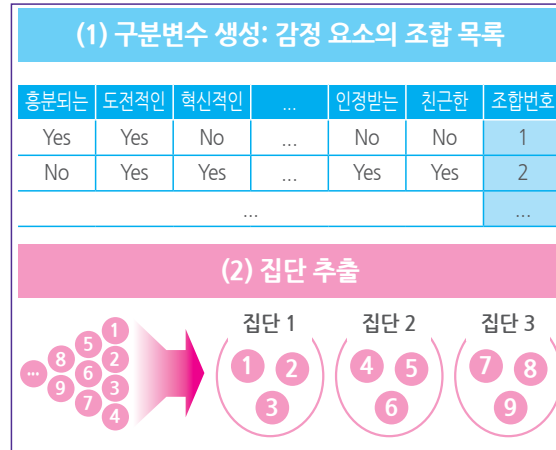 (1) 구분변수 생성: 감정 요소의 조합 목록
흥분되는 도전적인 혁신적인 ... 인정받는 친근한 조합번호
Yes Yes No ... No No 1
No Yes Yes ... Yes Yes 2
... ...
(2) 집단 추출
집단 1 집단 2 집단 3
... 8 9 5 6 7 1 2 3 4
1 2 3
4 5 6
7 8 9